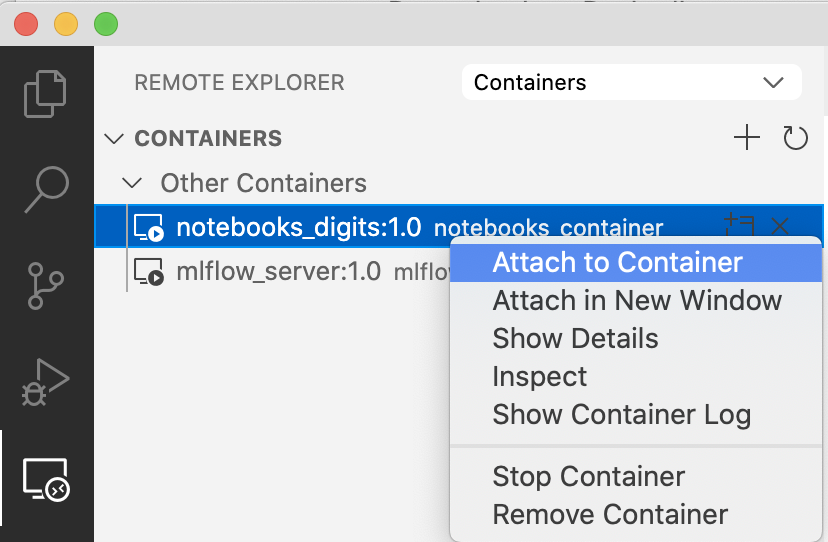 REMOTE EXPLORER
Containers
CONTAINERS
Other Containers
notebooks_digits:1.0 notebooks_container
mlflow_server:1.0
Attach to Container
Attach in New Window
Show Details
Inspect
Show Container Log
Stop Container
Remove Container